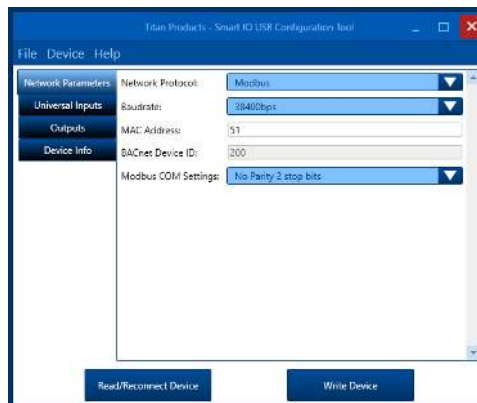 Titan Products - Smart IO USB Configuration Tool
File Device Help
Network Parameters
Universal Inputs
Outputs
Device Info
Network Protocol: Modbus
Baudrate: 38400bps
MAC Address: 51
BACnet Device ID: 200
Modbus COM Settings: No Parity 2 stop bits
Read/Reconnect Device
Write Device